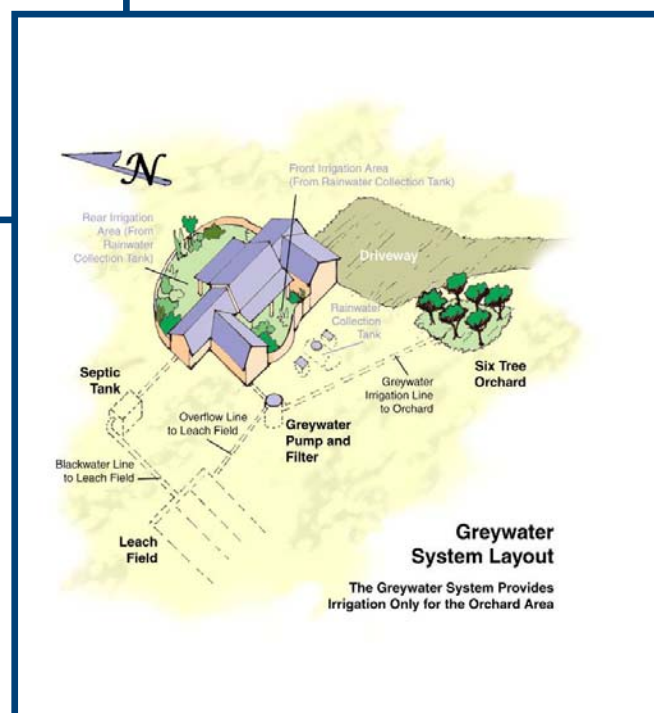 N
Front Irrigation Area
(From Rainwater Collection Tank)
Rear Irrigation
Area (From
Rainwater
Collection Tank)
Driveway
Rainwater
Collection
Tank
Septic
Tank
Six Tree
Orchard
Greywater
Irrigation Line
to Orchard
Overflow Line
to Leach Field
Greywater
Pump and
Filter
Blackwater Line
to Leach Field
Leach
Field
Greywater
System Layout
The Greywater System Provides
Irrigation Only for the Orchard Area